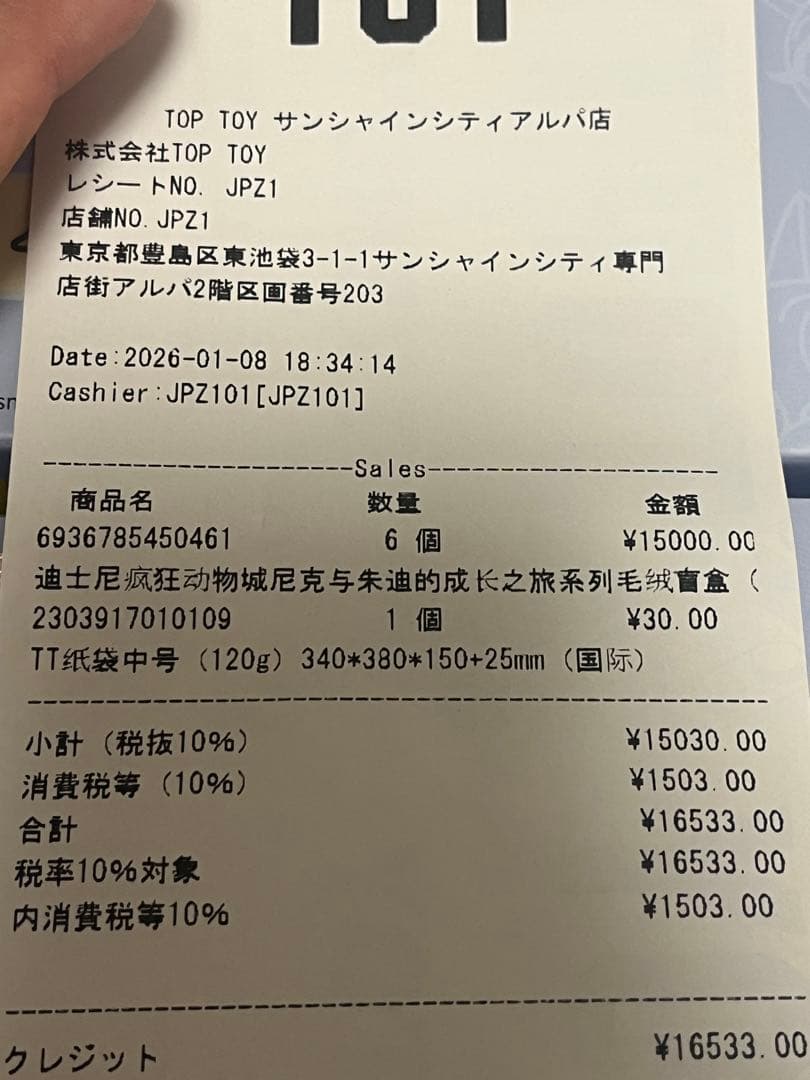 TOY
TOP TOY サンシャインシティアルパ店
株式会社TOP TOY
レシートNO. JPZ1
店舗NO.JPZ1
東京都豊島区東池袋3-1-1サンシャインシティ専門
店街アルパ2階区画番号203
Date:2026-01-08 18:34:14
Cashier:JPZ101[JPZ101]
Sales
商品名 数量 金額
6936785450461 6 個 ¥15000.00
迪士尼疯狂动物城尼克与朱迪的成长之旅系列毛绒盲盒（
2303917010109 1 個 ¥30.00
TT纸袋中号（120g）340*380*150+25mm（国际）
小計（税抜10%） ¥15030.00
消費税等（10%） ¥1503.00
合計 ¥16533.00
税率10%対象 ¥16533.00
内消費税等10% ¥1503.00
クレジット ¥16533.00